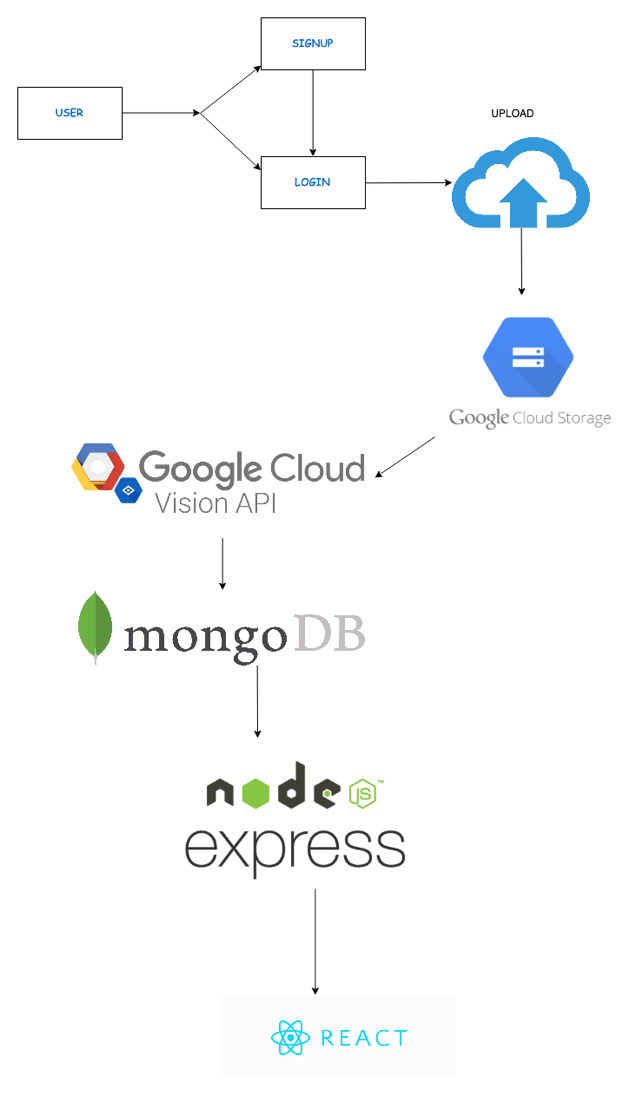 SIGNUP
USER
UPLOAD
LOGIN
Google Cloud Storage
Google Cloud
Vision API
mongoDB
node JS™
express
REACT